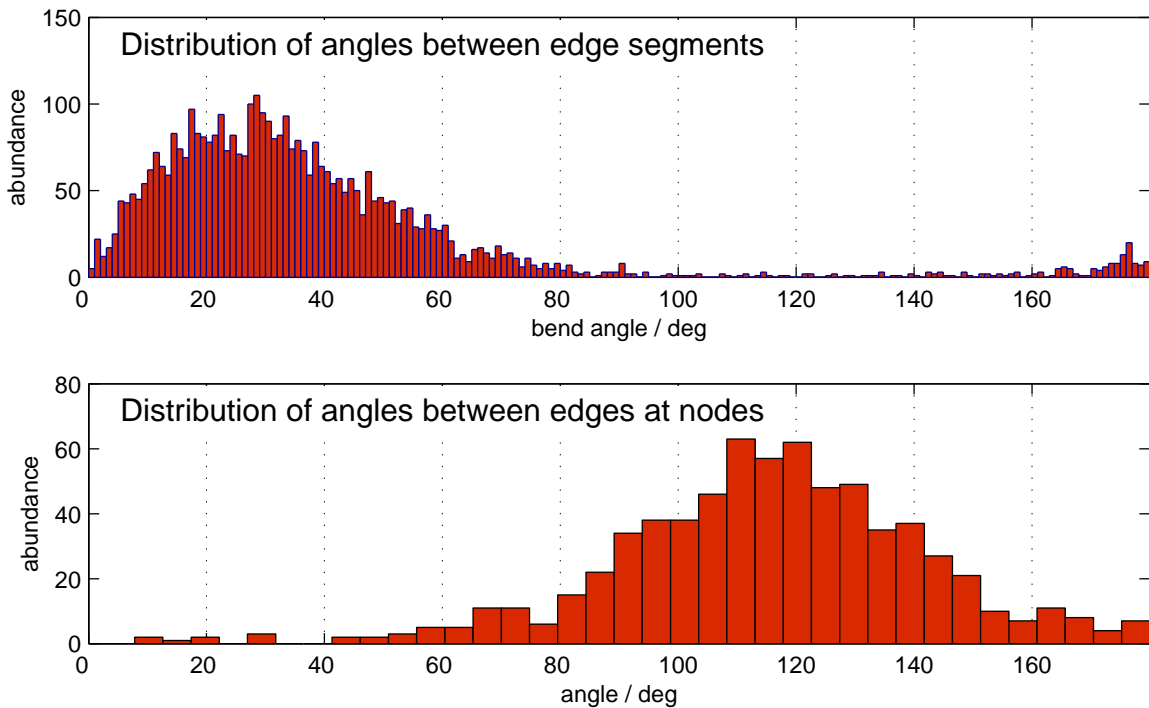 150
Distribution of angles between edge segments
100
abundance
50
0
0 20 40 60 80 100 120 140 160
bend angle / deg
80
Distribution of angles between edges at nodes
60
abundance
40
20
0
0 20 40 60 80 100 120 140 160
angle / deg